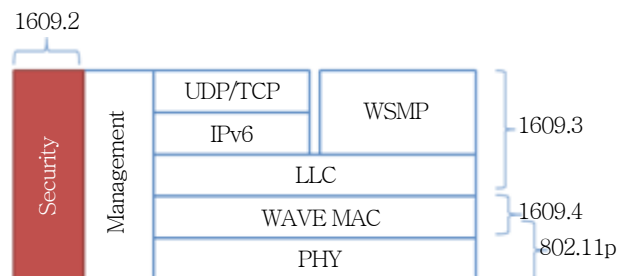 1609.2
Security
Management
UDP/TCP
IPv6
WSMP
LLC
WAVE MAC
PHY
1609.3
1609.4
802.11p